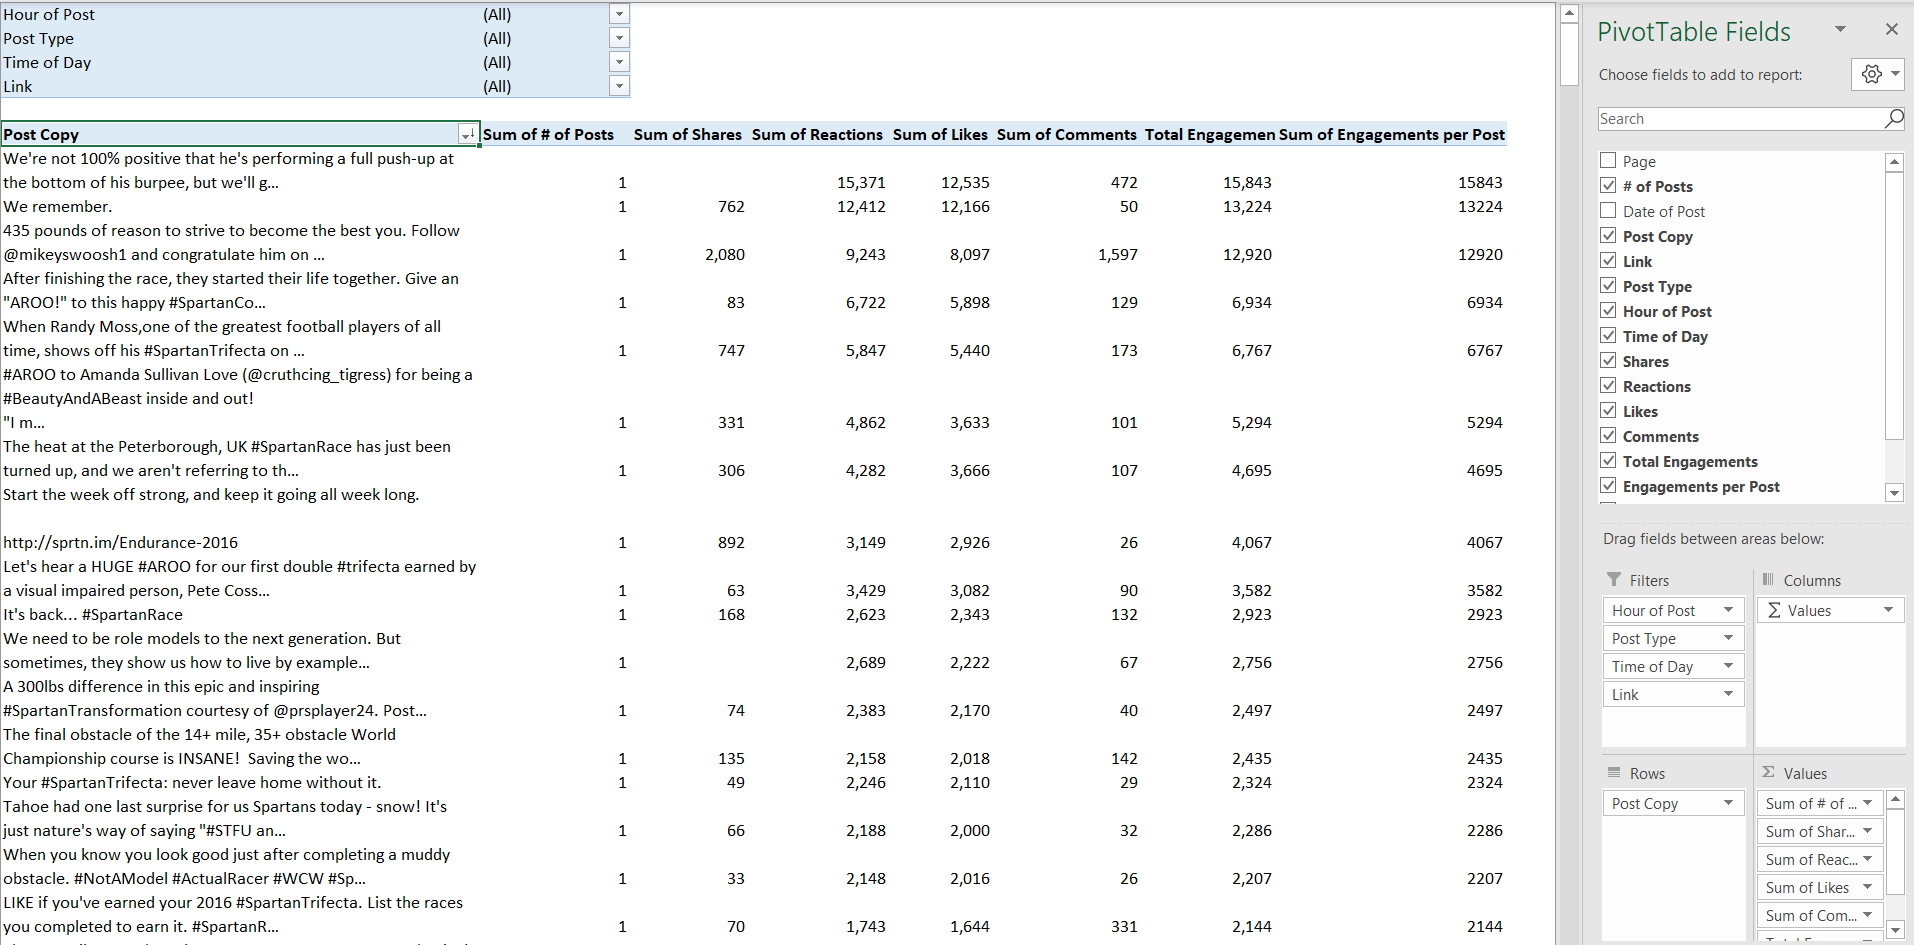 Hour of Post (All)
Post Type (All)
Time of Day (All)
Link (All)
Post Copy Sum of # of Posts Sum of Shares Sum of Reactions Sum of Likes Sum of Comments Total Engagemen Sum of Engagements per Post
We're not 100% positive that he's performing a full push-up at
the bottom of his burpee, but we'll g... 1 15,371 12,535 472 15,843 15843
We remember. 1 762 12,412 12,166 50 13,224 13224
435 pounds of reason to strive to become the best you. Follow
@mikeyswoosh1 and congratulate him on ... 1 2,080 9,243 8,097 1,597 12,920 12920
After finishing the race, they started their life together. Give an
"AROO!" to this happy #SpartanCo... 1 83 6,722 5,898 129 6,934 6934
When Randy Moss,one of the greatest football players of all
time, shows off his #SpartanTrifecta on ... 1 747 5,847 5,440 173 6,767 6767
#AROO to Amanda Sullivan Love (@cruthcing_tigress) for being a
#BeautyAndABeast inside and out!
"I m... 1 331 4,862 3,633 101 5,294 5294
The heat at the Peterborough, UK #SpartanRace has just been
turned up, and we aren't referring to th... 1 306 4,282 3,666 107 4,695 4695
Start the week off strong, and keep it going all week long.
http://sprtn.im/Endurance-2016 1 892 3,149 2,926 26 4,067 4067
Let's hear a HUGE #AROO for our first double #trifecta earned by
a visual impaired person, Pete Coss... 1 63 3,429 3,082 90 3,582 3582
It's back... #SpartanRace 1 168 2,623 2,343 132 2,923 2923
We need to be role models to the next generation. But
sometimes, they show us how to live by example... 1 2,689 2,222 67 2,756 2756
A 300lbs difference in this epic and inspiring
#SpartanTransformation courtesy of @prsplayer24. Post... 1 74 2,383 2,170 40 2,497 2497
The final obstacle of the 14+ mile, 35+ obstacle World
Championship course is INSANE!  Saving the wo... 1 135 2,158 2,018 142 2,435 2435
Your #SpartanTrifecta: never leave home without it. 1 49 2,246 2,110 29 2,324 2324
Tahoe had one last surprise for us Spartans today - snow! It's
just nature's way of saying "#STFU an... 1 66 2,188 2,000 32 2,286 2286
When you know you look good just after completing a muddy
obstacle. #NotAModel #ActualRacer #WCW #Sp... 1 33 2,148 2,016 26 2,207 2207
LIKE if you've earned your 2016 #SpartanTrifecta. List the races
you completed to earn it. #SpartanR... 1 70 1,743 1,644 331 2,144 2144
PivotTable Fields
Choose fields to add to report:
Search
Page
# of Posts
Date of Post
Post Copy
Link
Post Type
Hour of Post
Time of Day
Shares
Reactions
Likes
Comments
Total Engagements
Engagements per Post
Drag fields between areas below:
Filters
Hour of Post
Post Type
Time of Day
Link
Columns
Σ Values
Rows
Post Copy
Σ Values
Sum of # of ...
Sum of Shar...
Sum of Reac...
Sum of Likes
Sum of Com...